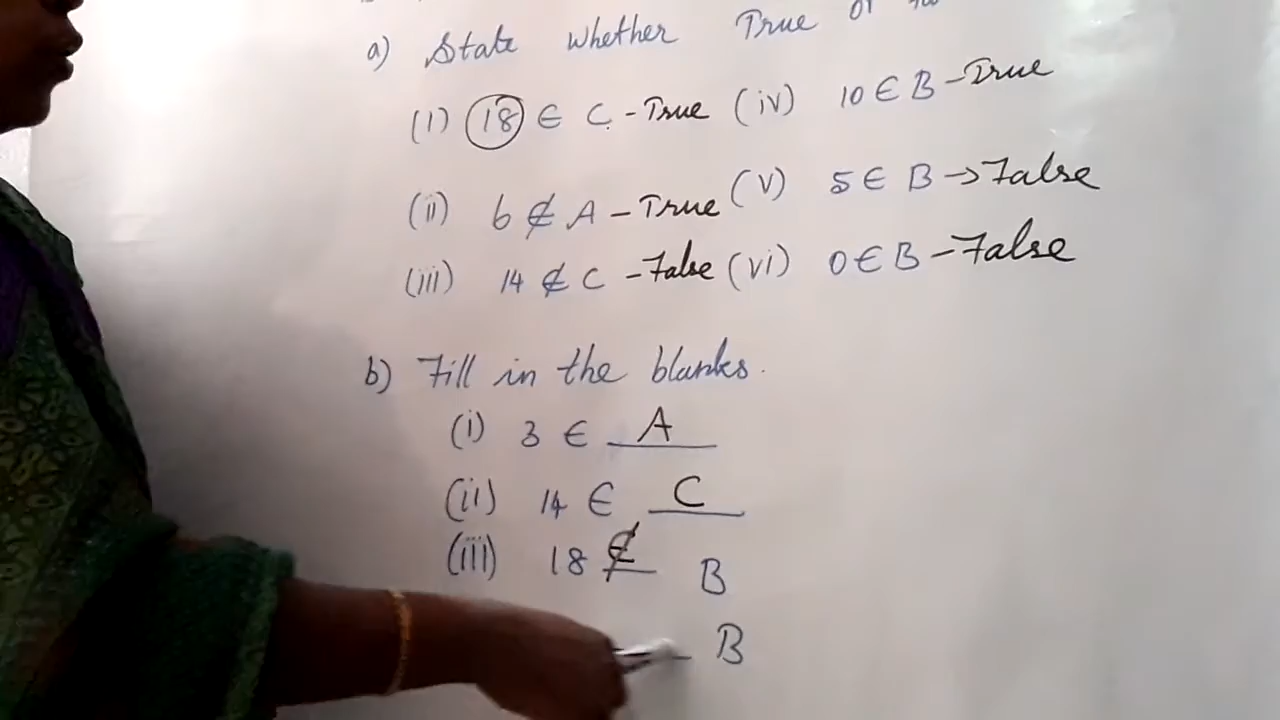 a) State whether True or
(i) 18 ∈ C - True (iv) 10 ∈ B - True
(ii) 6 ∉ A - True (v) 5 ∈ B → False
(iii) 14 ∉ C - False (vi) 0 ∈ B - False
b) Fill in the blanks.
(i) 3 ∈ A
(ii) 14 ∈ C
(iii) 18 ∉ B
B